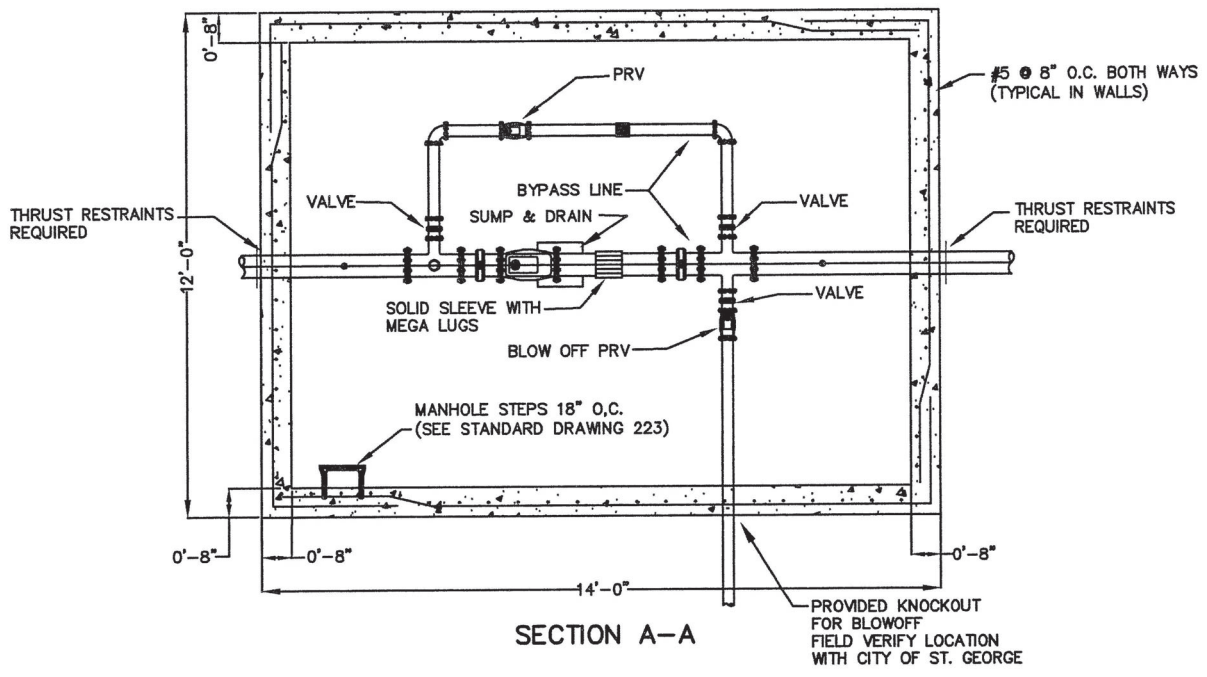 0'-8"
PRV
#5 @ 8" O.C. BOTH WAYS
(TYPICAL IN WALLS)
THRUST RESTRAINTS
REQUIRED
VALVE
BYPASS LINE
SUMP & DRAIN
VALVE
THRUST RESTRAINTS
REQUIRED
12'-0"
SOLID SLEEVE WITH
MEGA LUGS
VALVE
BLOW OFF PRV
MANHOLE STEPS 18" O,C.
(SEE STANDARD DRAWING 223)
0'-8"
0'-8"
0'-8"
14'-0"
PROVIDED KNOCKOUT
FOR BLOWOFF
FIELD VERIFY LOCATION
WITH CITY OF ST. GEORGE
SECTION A-A